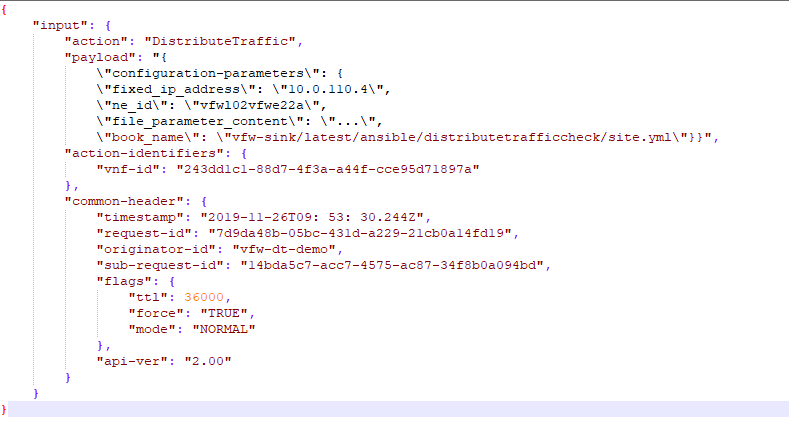 {
    "input": {
        "action": "DistributeTraffic",
        "payload": "{
            \"configuration-parameters\": {
            \"fixed_ip_address\": \"10.0.110.4\",
            \"ne_id\": \"vfw102vfwe22a\",
            \"file_parameter_content\": \"...\",
            \"book_name\": \"vfw-sink/latest/ansible/distributetrafficcheck/site.yml\"}}",
        "action-identifiers": {
            "vnf-id": "243dd1c1-88d7-4f3a-a44f-cce95d71897a"
        },
        "common-header": {
            "timestamp": "2019-11-26T09: 53: 30.244Z",
            "request-id": "7d9da48b-05bc-431d-a229-21cb0a14fd19",
            "originator-id": "vfw-dt-demo",
            "sub-request-id": "14bda5c7-acc7-4575-ac87-34f8b0a094bd",
            "flags": {
                "ttl": 36000,
                "force": "TRUE",
                "mode": "NORMAL"
            },
            "api-ver": "2.00"
        }
    }
}